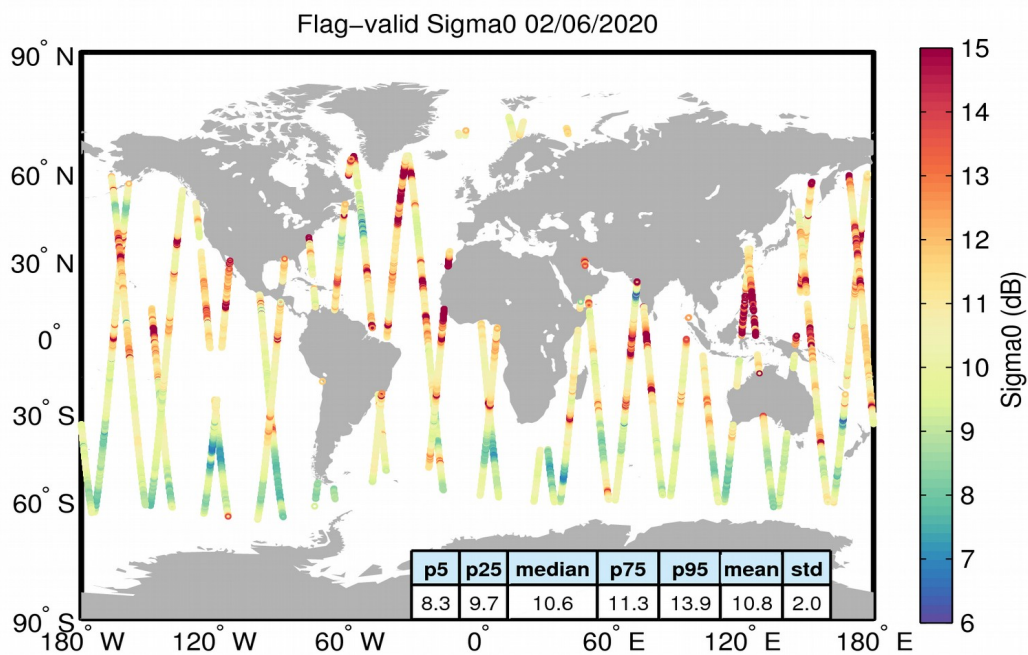 Flag-valid Sigma0 02/06/2020
90° N
60° N
30° N
0°
30° S
60° S
90° S
180° W
120° W
60° W
0°
60° E
120° E
180° E
15
14
13
12
11
10
9
8
7
6
Sigma0 (dB)
p5 p25 median p75 p95 mean std
8.3 9.7 10.6 11.3 13.9 10.8 2.0